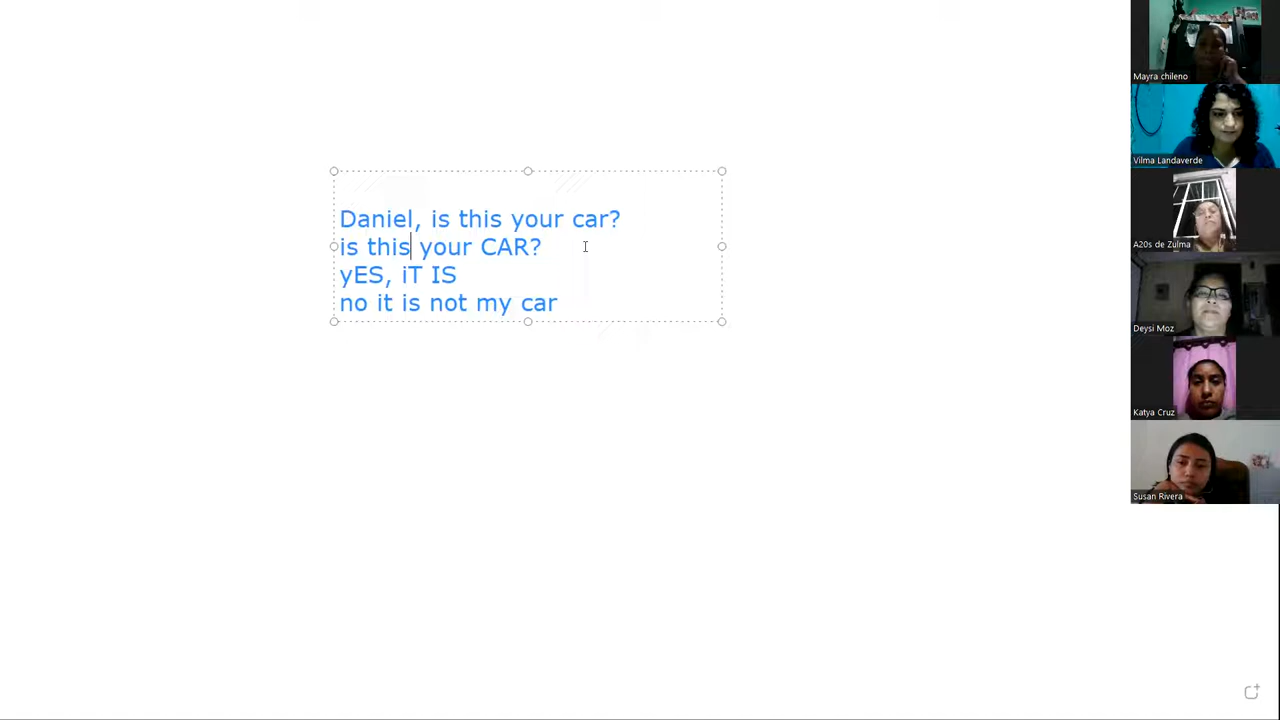 Daniel, is this your car?
is this your CAR?
yES, iT IS
no it is not my car
Mayra chileno
Vilma Landaverde
A20s de Zulma
Deysi Moz
Katya Cruz
Susan Rivera